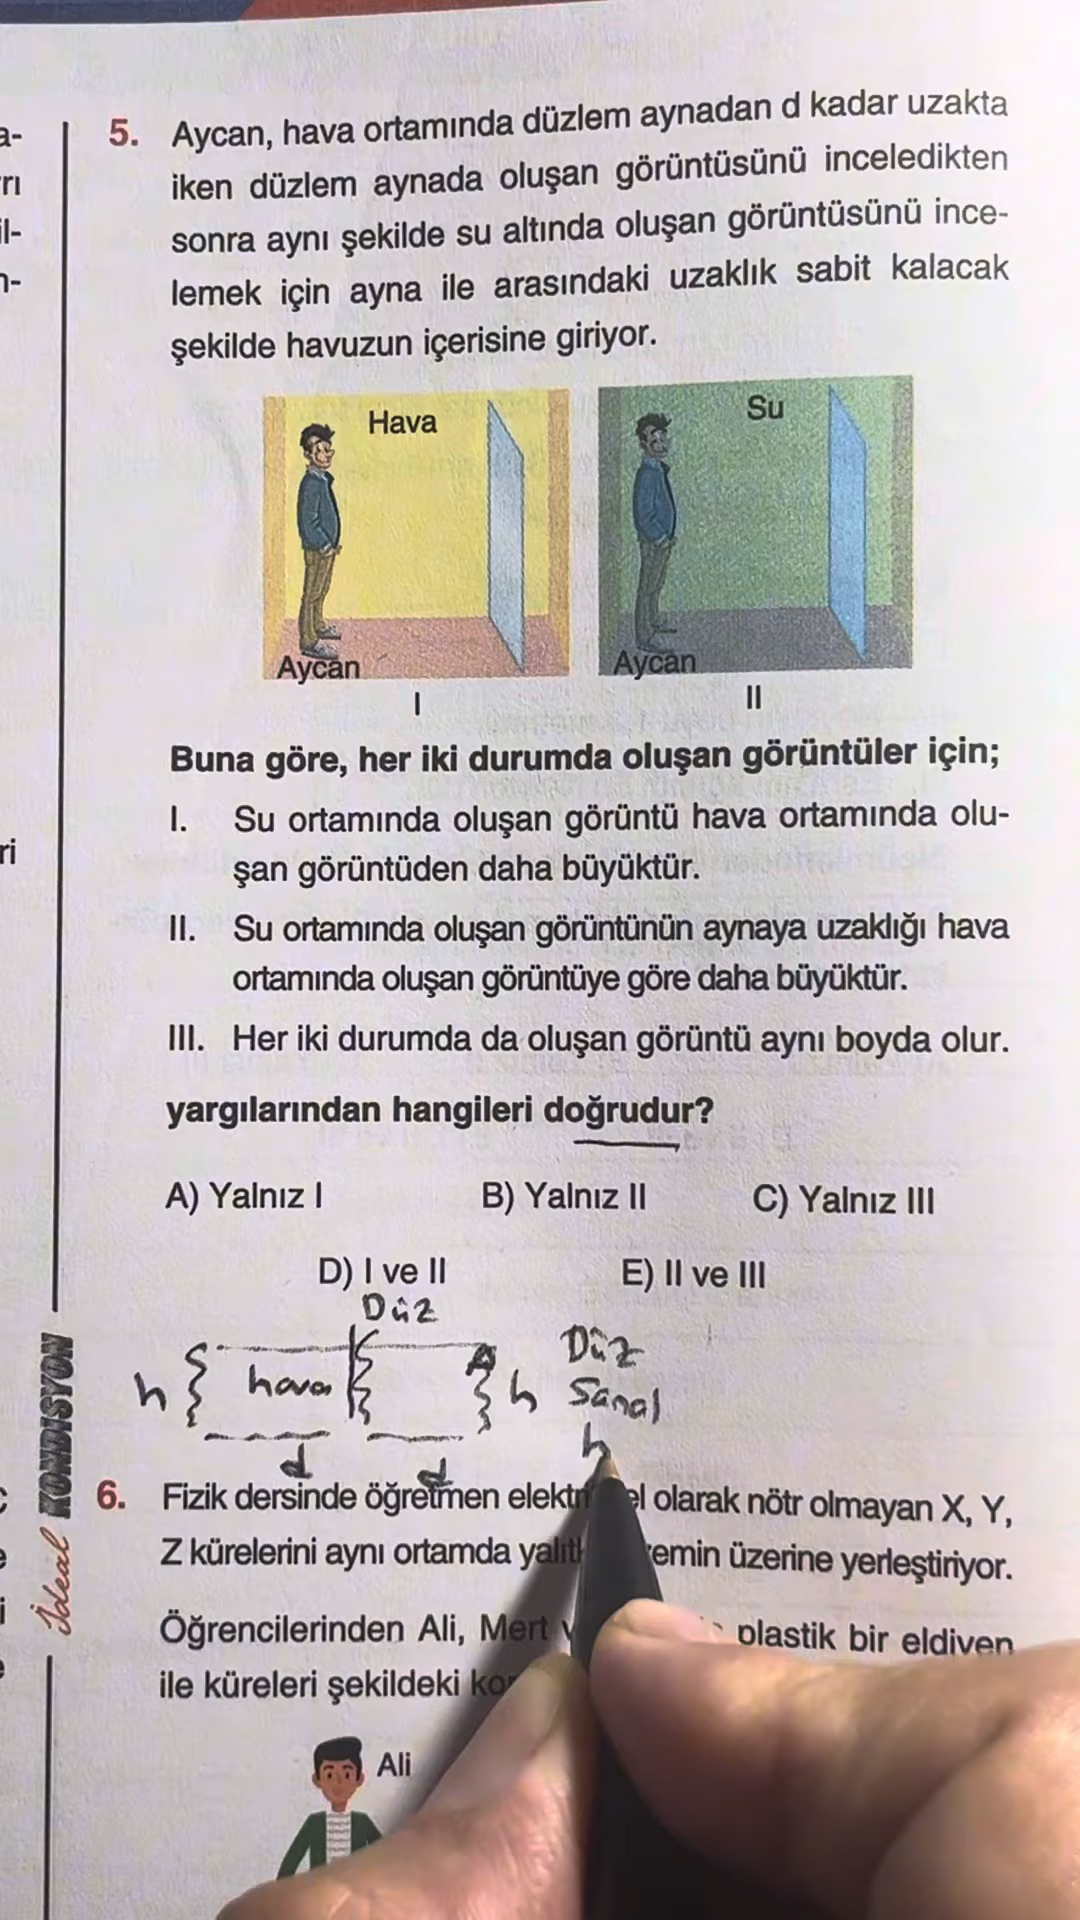 a-
rı
il-
n-
ri
5. Aycan, hava ortamında düzlem aynadan d kadar uzakta
iken düzlem aynada oluşan görüntüsünü inceledikten
sonra aynı şekilde su altında oluşan görüntüsünü ince-
lemek için ayna ile arasındaki uzaklık sabit kalacak
şekilde havuzun içerisine giriyor.
Hava
Su
Aycan
Aycan
I
II
Buna göre, her iki durumda oluşan görüntüler için;
I. Su ortamında oluşan görüntü hava ortamında olu-
şan görüntüden daha büyüktür.
II. Su ortamında oluşan görüntünün aynaya uzaklığı hava
ortamında oluşan görüntüye göre daha büyüktür.
III. Her iki durumda da oluşan görüntü aynı boyda olur.
yargılarından hangileri doğrudur?
A) Yalnız I B) Yalnız II C) Yalnız III
D) I ve II E) II ve III
Düz
h hava h
d d
Düz
Sanal
h
İdeal KONDİSYON
6. Fizik dersinde öğretmen olarak nötr olmayan X, Y,
Z kürelerini aynı ortamda üzerine yerleştiriyor.
Öğrencilerinden Ali, Mert plastik bir eldiven
ile küreleri şekildeki
Ali